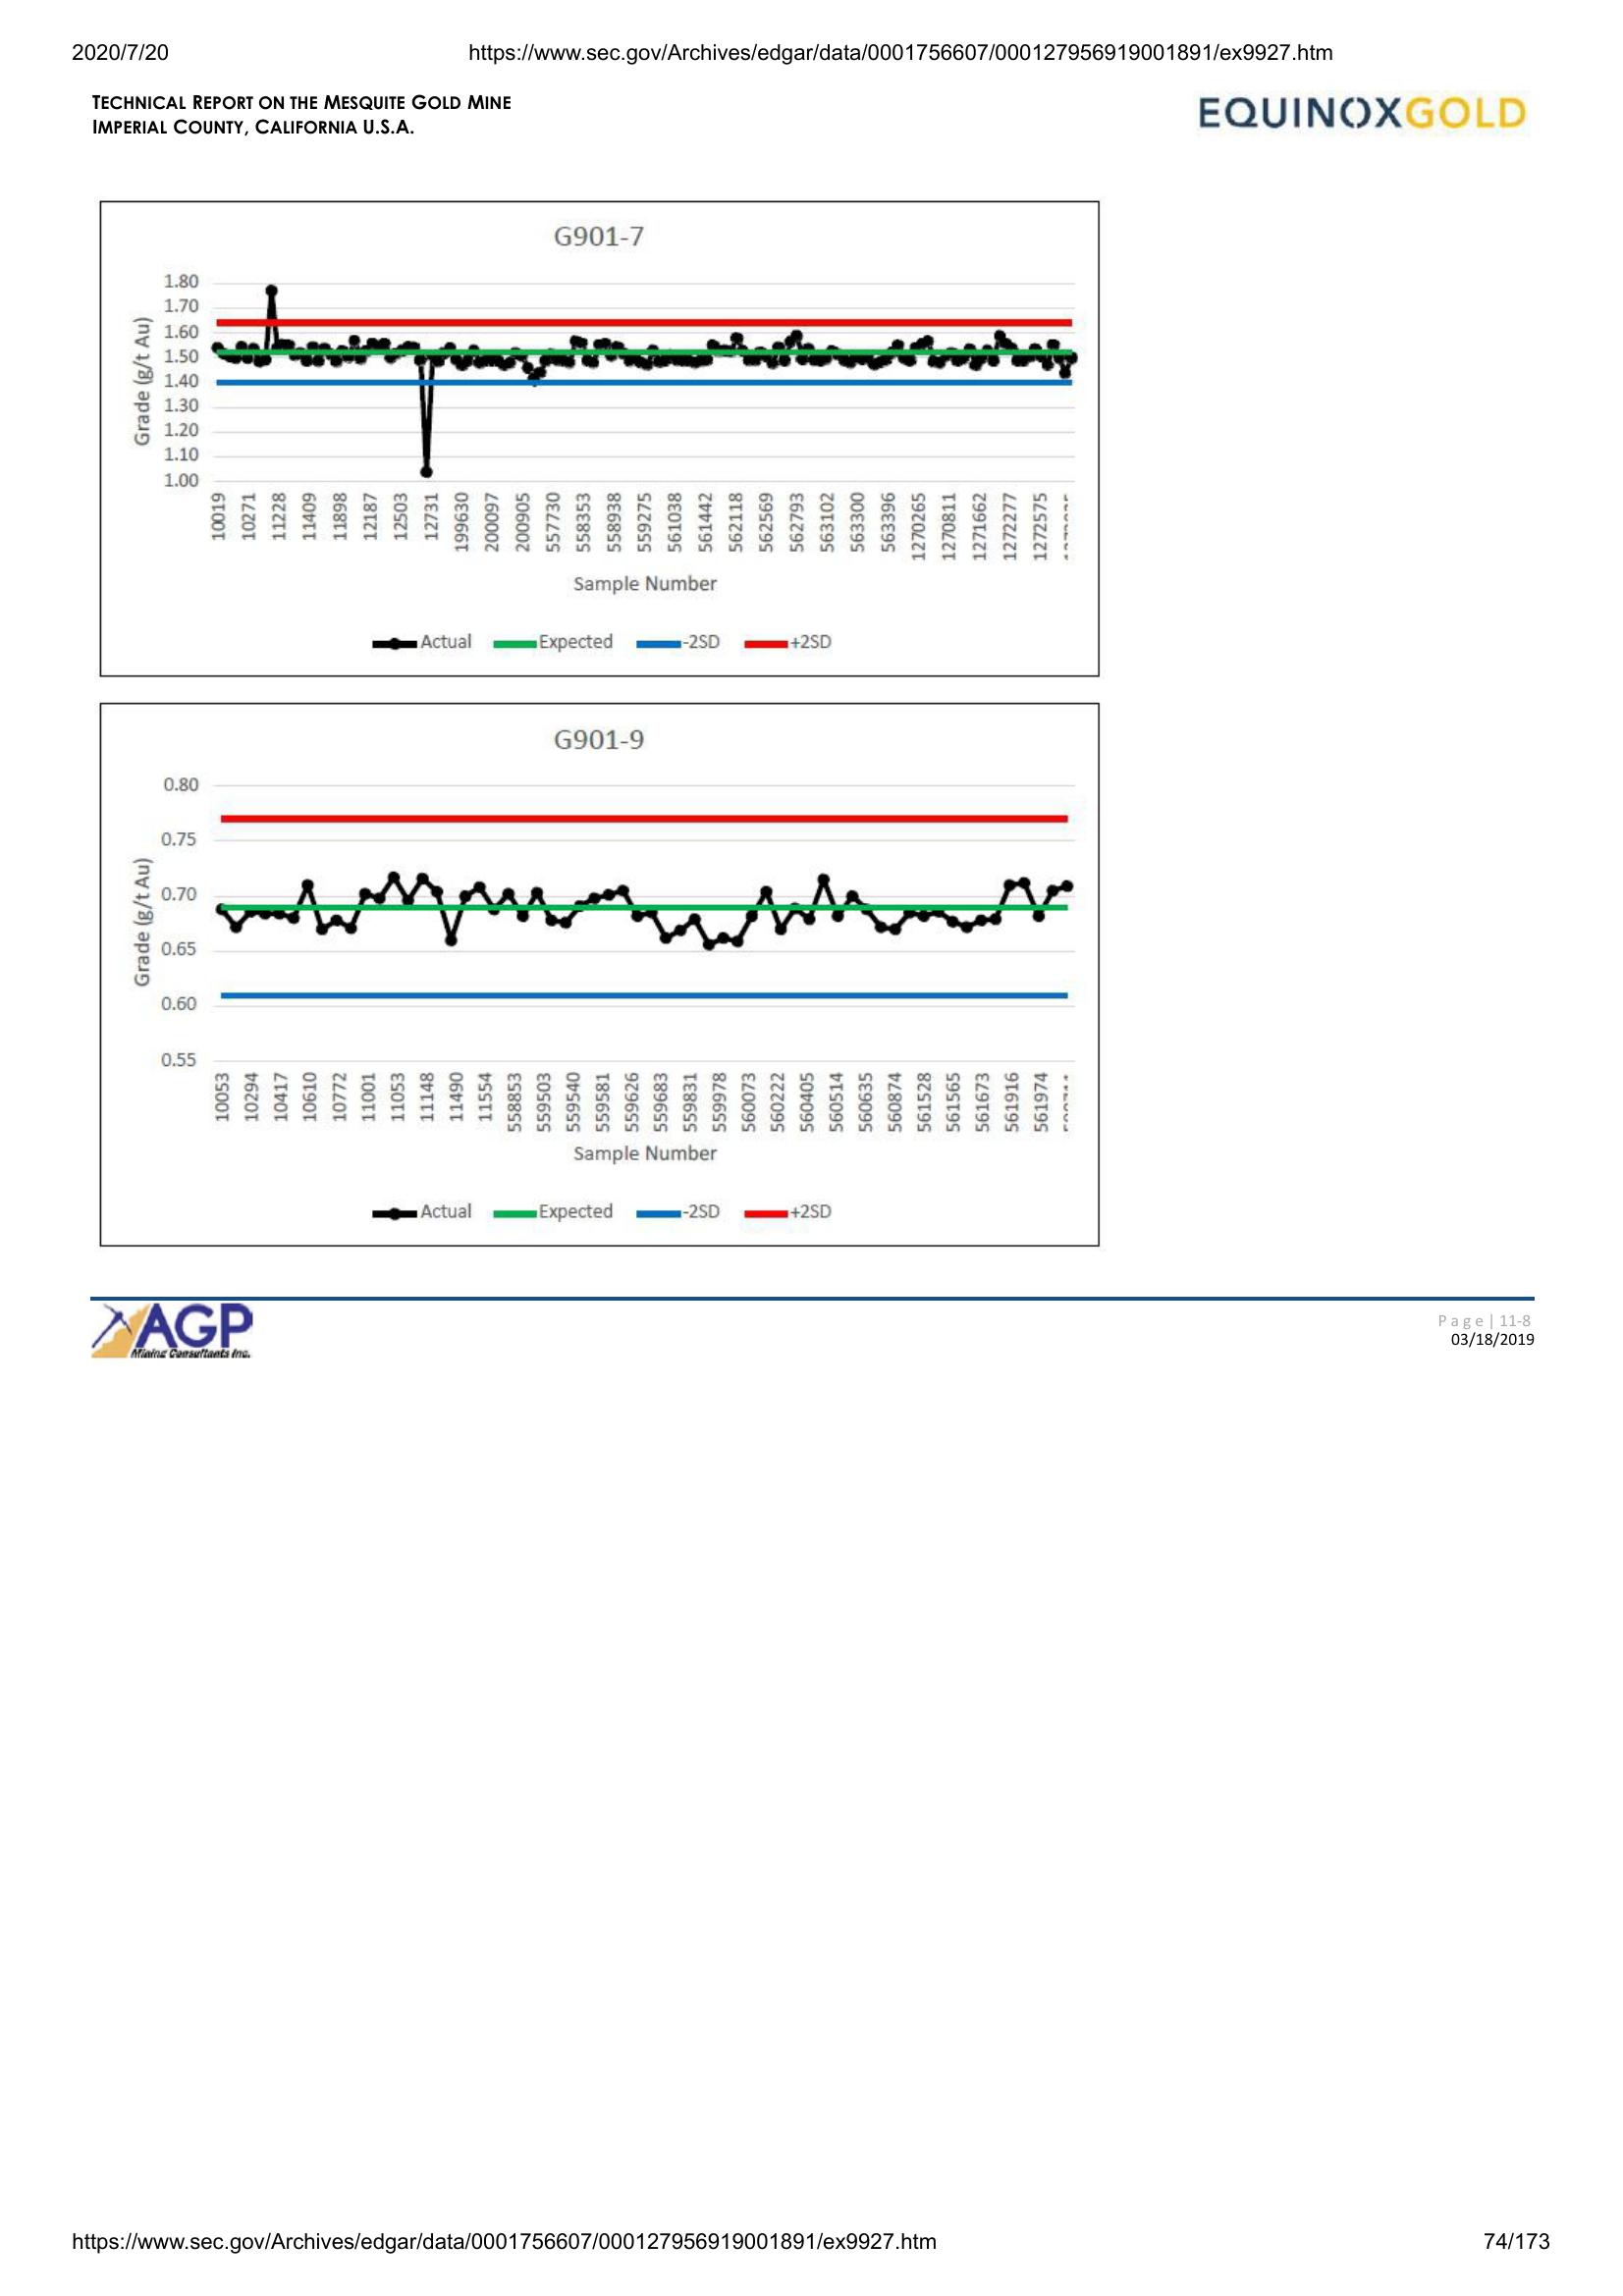 2020/7/20 https://www.sec.gov/Archives/edgar/data/0001756607/000127956919001891/ex9927.htm
TECHNICAL REPORT ON THE MESQUITE GOLD MINE
IMPERIAL COUNTY, CALIFORNIA U.S.A.
EQUINOXGOLD
G901-7
Grade (g/t Au)
1.80
1.70
1.60
1.50
1.40
1.30
1.20
1.10
1.00
10019 10271 11228 11409 11898 12187 12503 12731 199630 200097 200905 557730 558353 558938 559275 561038 561442 562118 562569 562793 563102 563300 563396 1270265 1270811 1271662 1272277 1272575
Sample Number
Actual Expected -2SD +2SD
G901-9
Grade (g/t Au)
0.80
0.75
0.70
0.65
0.60
0.55
10053 10294 10417 10610 10772 11001 11053 11148 11490 11554 558853 559503 559540 559581 559626 559683 559831 559978 560073 560222 560405 560514 560635 560874 561528 561565 561673 561916 561974
Sample Number
Actual Expected -2SD +2SD
AGP
Mining Consultants Inc.
Page | 11-8
03/18/2019
https://www.sec.gov/Archives/edgar/data/0001756607/000127956919001891/ex9927.htm 74/173